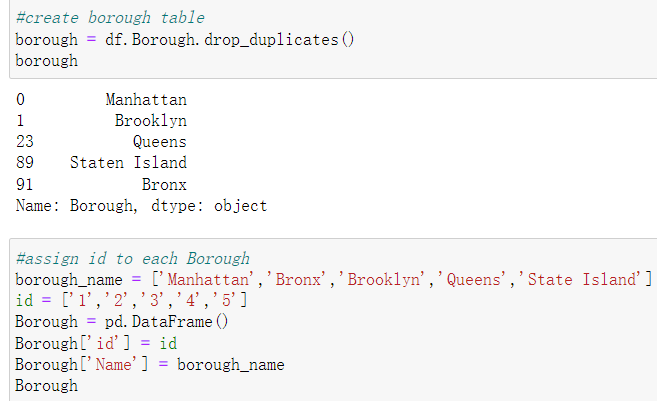 #create borough table
borough = df.Borough.drop_duplicates()
borough
0 Manhattan
1 Brooklyn
23 Queens
89 Staten Island
91 Bronx
Name: Borough, dtype: object
#assign id to each Borough
borough_name = ['Manhattan','Bronx','Brooklyn','Queens','State Island']
id = ['1','2','3','4','5']
Borough = pd.DataFrame()
Borough['id'] = id
Borough['Name'] = borough_name
Borough